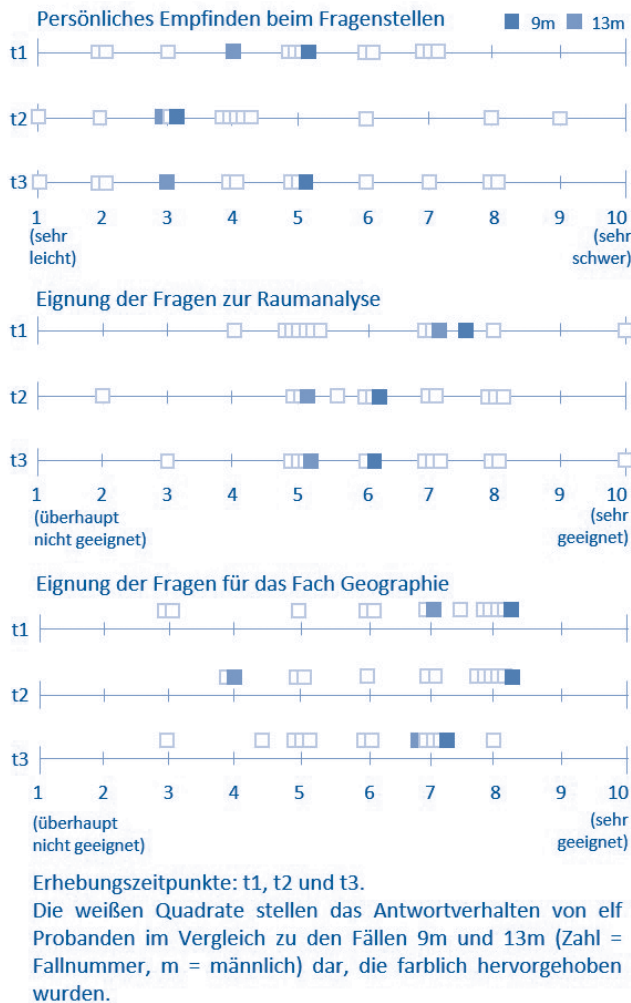 Persönliches Empfinden beim Fragenstellen
9m 13m
t1
t2
t3
1 2 3 4 5 6 7 8 9 10
(sehr leicht) (sehr schwer)
Eignung der Fragen zur Raumanalyse
t1
t2
t3
1 2 3 4 5 6 7 8 9 10
(überhaupt nicht geeignet) (sehr geeignet)
Eignung der Fragen für das Fach Geographie
t1
t2
t3
1 2 3 4 5 6 7 8 9 10
(überhaupt nicht geeignet) (sehr geeignet)
Erhebungszeitpunkte: t1, t2 und t3.
Die weißen Quadrate stellen das Antwortverhalten von elf
Probanden im Vergleich zu den Fällen 9m und 13m (Zahl =
Fallnummer, m = männlich) dar, die farblich hervorgehoben
wurden.